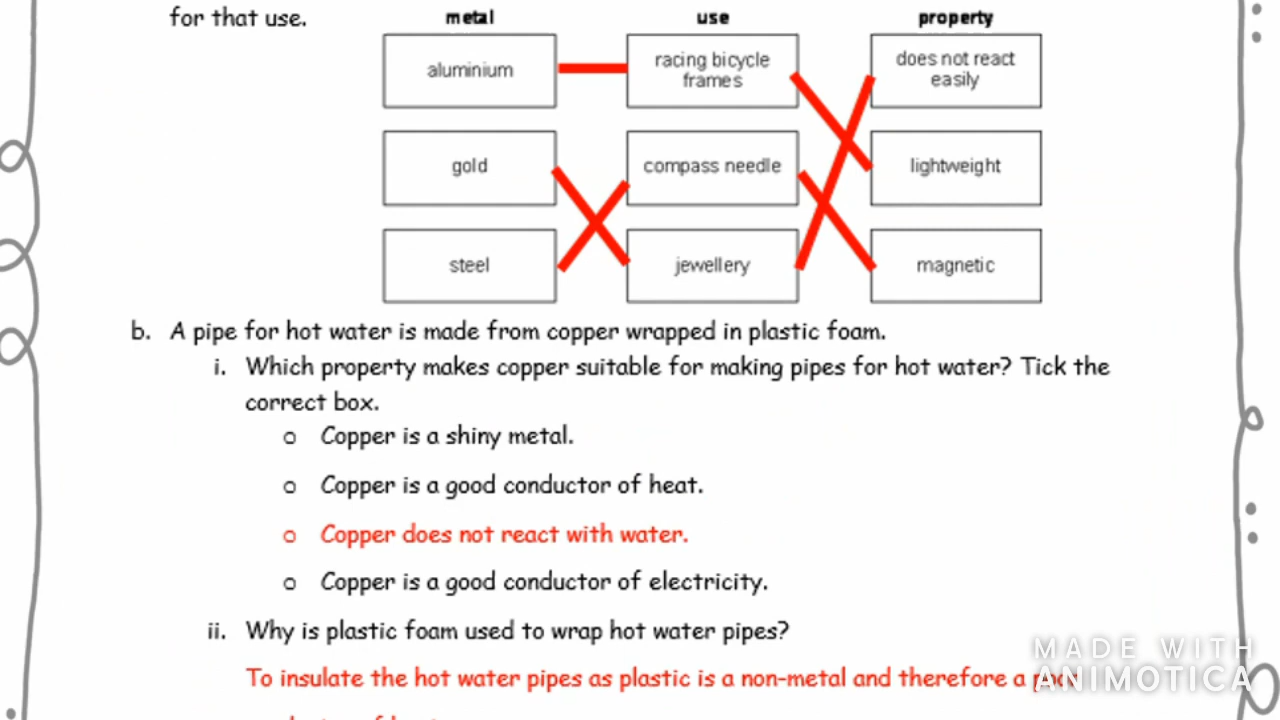 for that use.
metal use property
aluminium racing bicycle frames does not react easily
gold compass needle lightweight
steel jewellery magnetic
b. A pipe for hot water is made from copper wrapped in plastic foam.
i. Which property makes copper suitable for making pipes for hot water? Tick the
correct box.
o Copper is a shiny metal.
o Copper is a good conductor of heat.
o Copper does not react with water.
o Copper is a good conductor of electricity.
ii. Why is plastic foam used to wrap hot water pipes?
To insulate the hot water pipes as plastic is a non-metal and therefore a
MADE WITH
ANIMOTICA